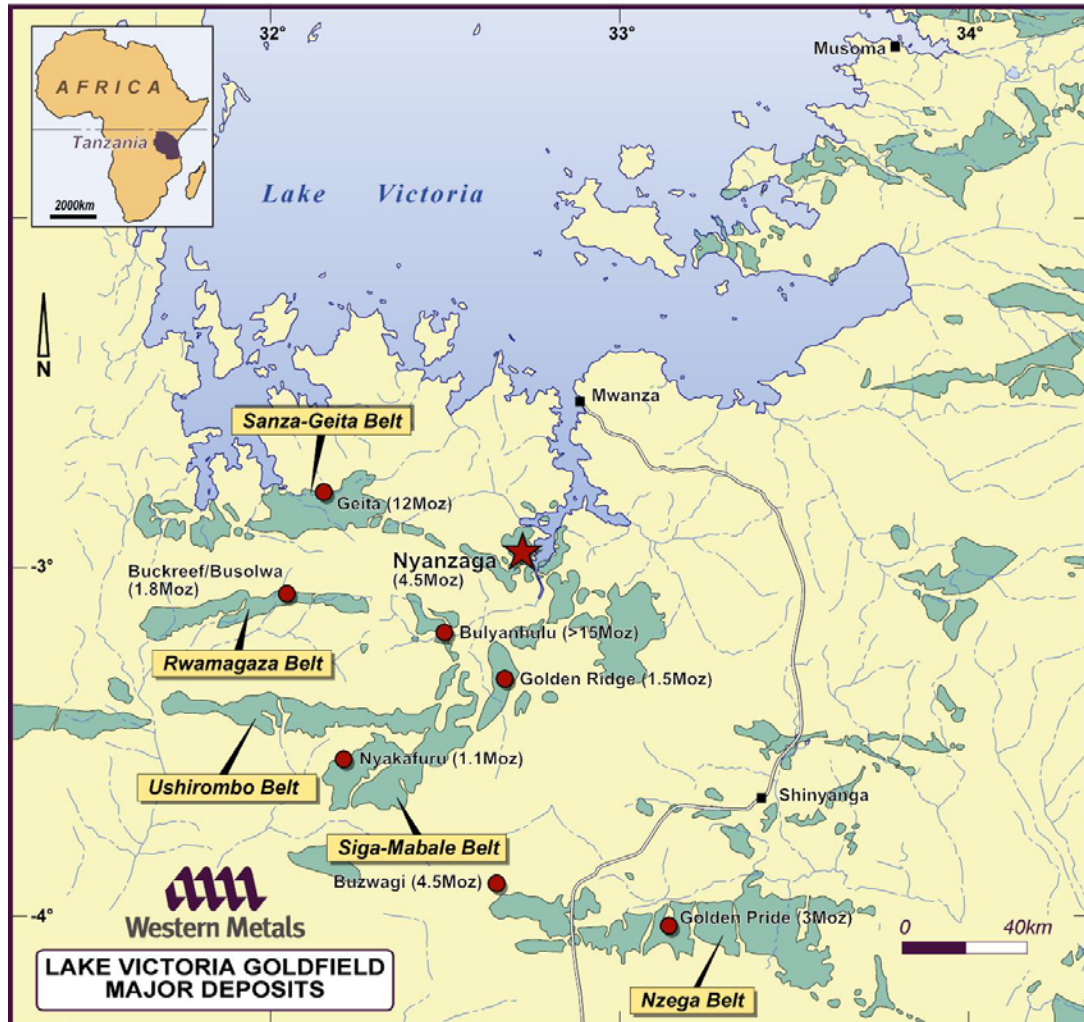 32°
33°
34°
Musoma
AFRICA
Tanzania
2000km
Lake Victoria
N
Mwanza
Sanza-Geita Belt
Geita (12Moz)
-3°
Nyanzaga
(4.5Moz)
Buckreef/Busolwa
(1.8Moz)
Bulyanhulu (>15Moz)
Rwamagaza Belt
Golden Ridge (1.5Moz)
Nyakafuru (1.1Moz)
Ushirombo Belt
Shinyanga
Siga-Mabale Belt
Buzwagi (4.5Moz)
Western Metals
-4°
Golden Pride (3Moz)
0 40km
LAKE VICTORIA GOLDFIELD
MAJOR DEPOSITS
Nzega Belt